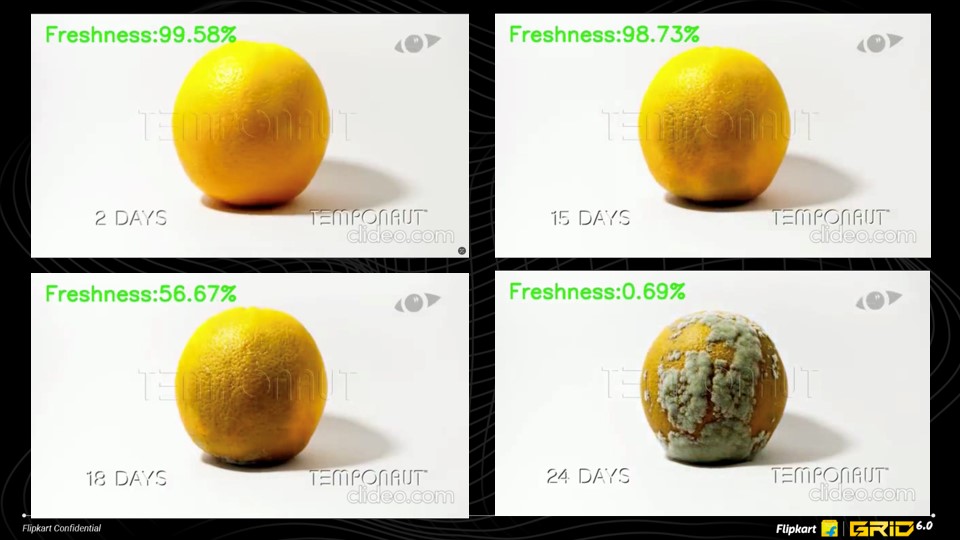 Freshness:99.58%
TEMPONAUT
2 DAYS
TEMPONAUT
clideo.com
Freshness:98.73%
TEMPONAUT
15 DAYS
TEMPONAUT
clideo.com
Freshness:56.67%
TEMPONAUT
18 DAYS
TEMPONAUT
clideo.com
Freshness:0.69%
TEMPONAUT
24 DAYS
TEMPONAUT
clideo.com
Flipkart Confidential
Flipkart GRiD 6.0